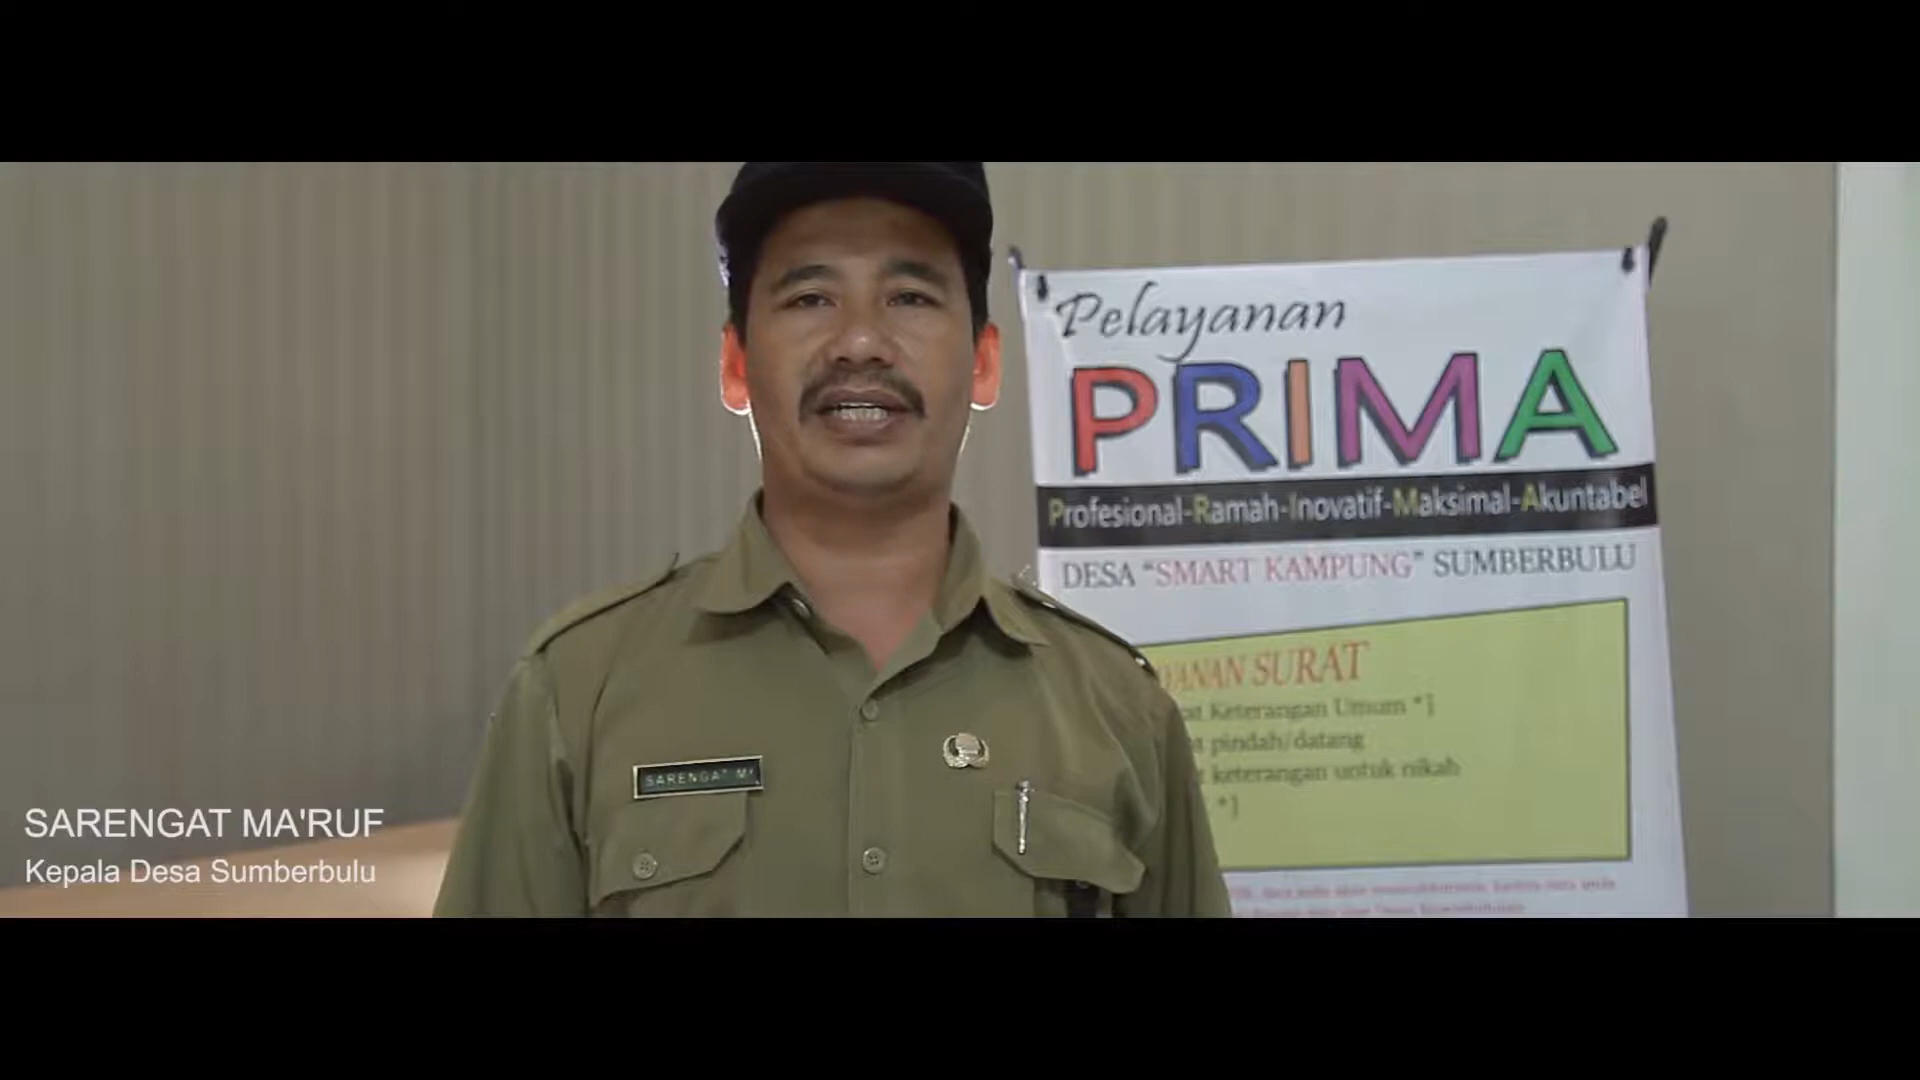 Pelayanan
PRIMA
Profesional-Ramah-Inovatif-Maksimal-Akuntabel
DESA "SMART KAMPUNG" SUMBERBULU
SURAT
Keterangan Umum *]
pindah/datang
keterangan untuk nikah
*]
SARENGAT M
SARENGAT MA'RUF
Kepala Desa Sumberbulu